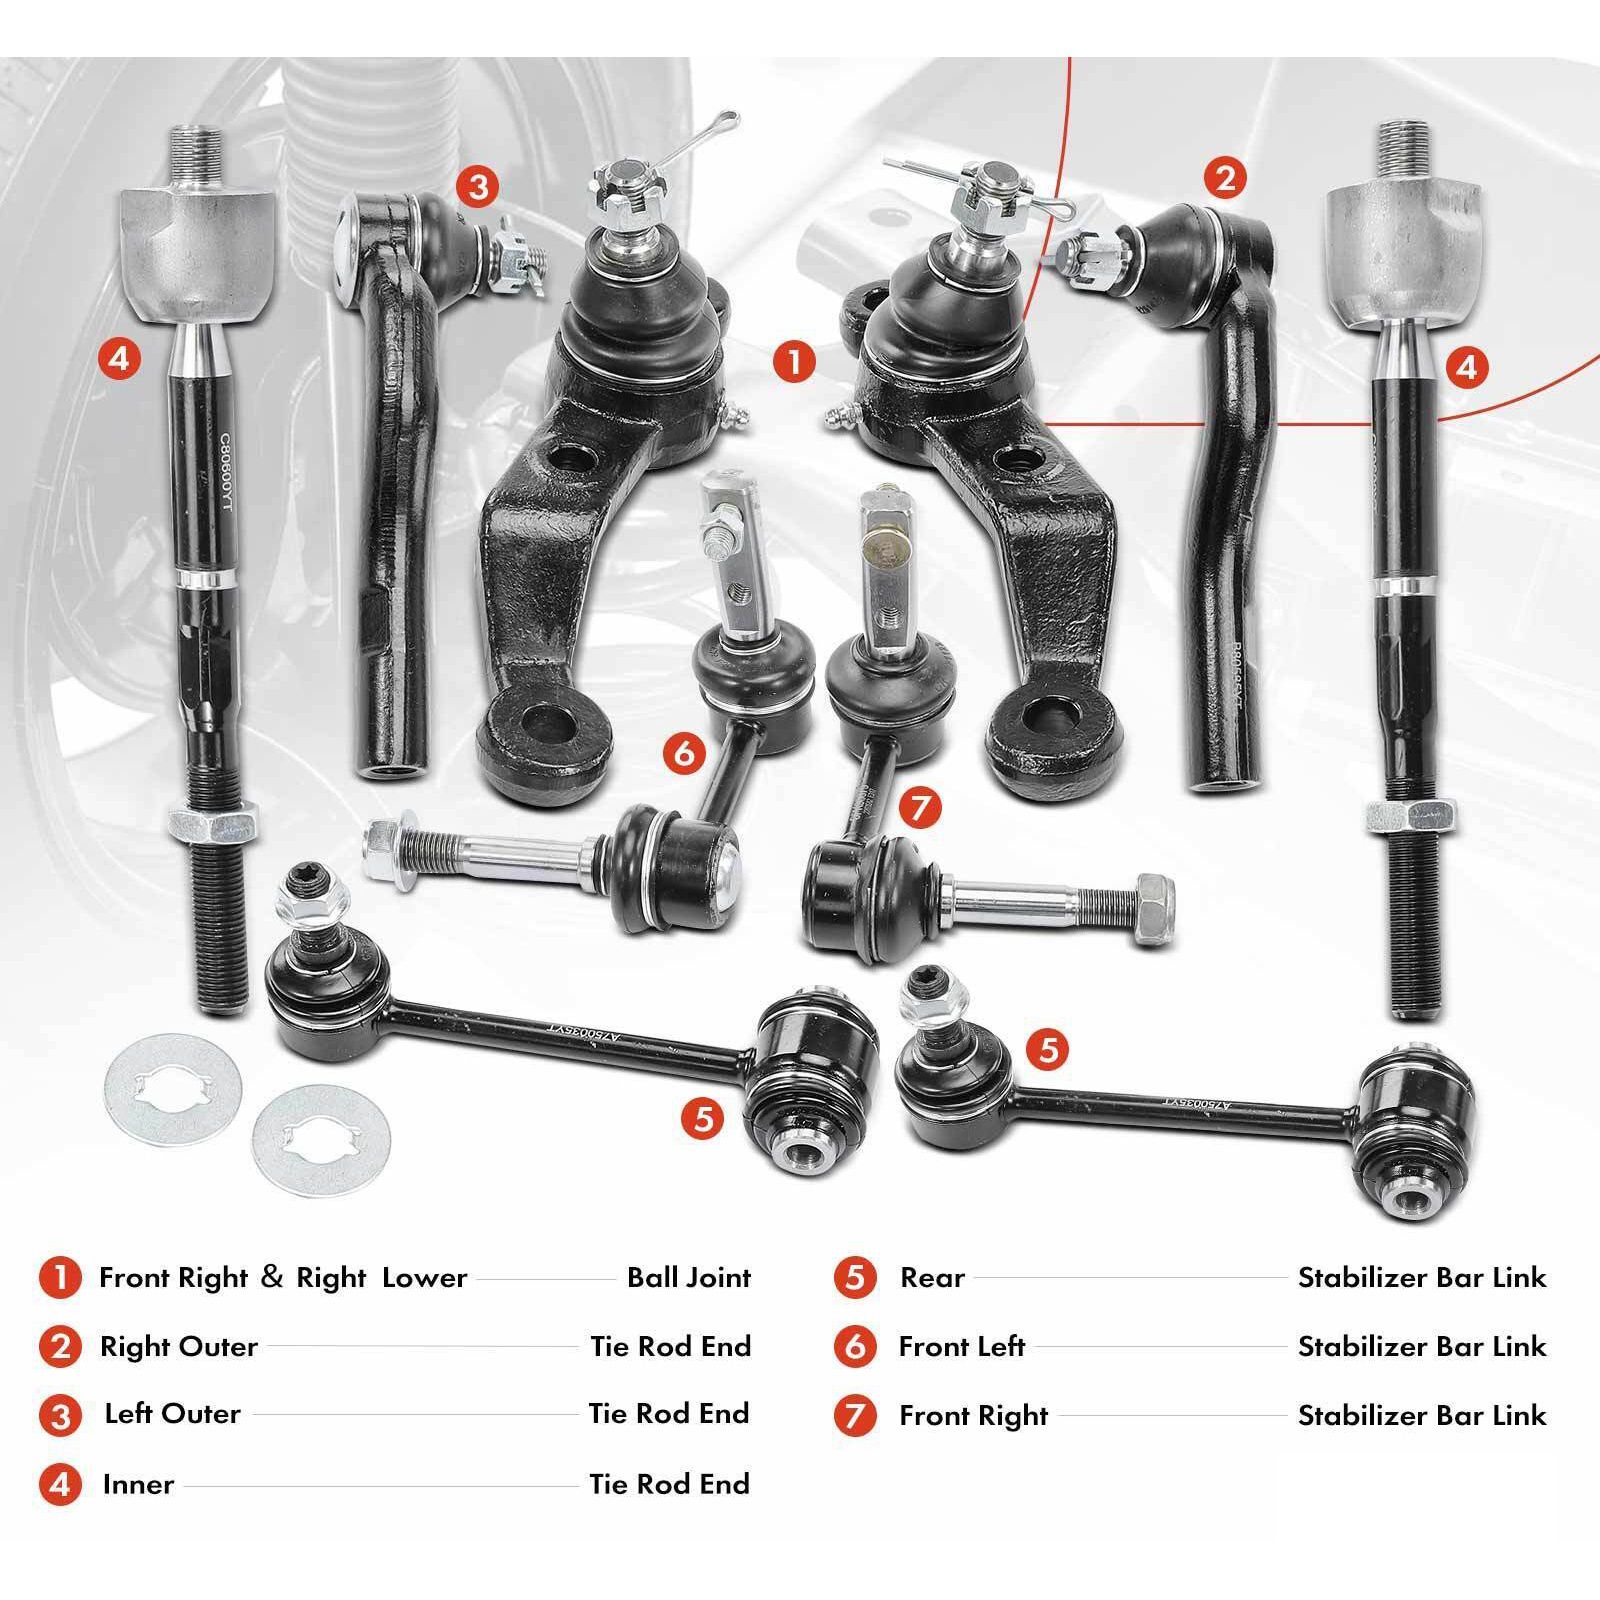 3
2
4
1
4
C80600YT
B80585YT
6
7
5
A750035YT
5
A750035YT
1 Front Right & Right Lower Ball Joint
2 Right Outer Tie Rod End
3 Left Outer Tie Rod End
4 Inner Tie Rod End
5 Rear Stabilizer Bar Link
6 Front Left Stabilizer Bar Link
7 Front Right Stabilizer Bar Link